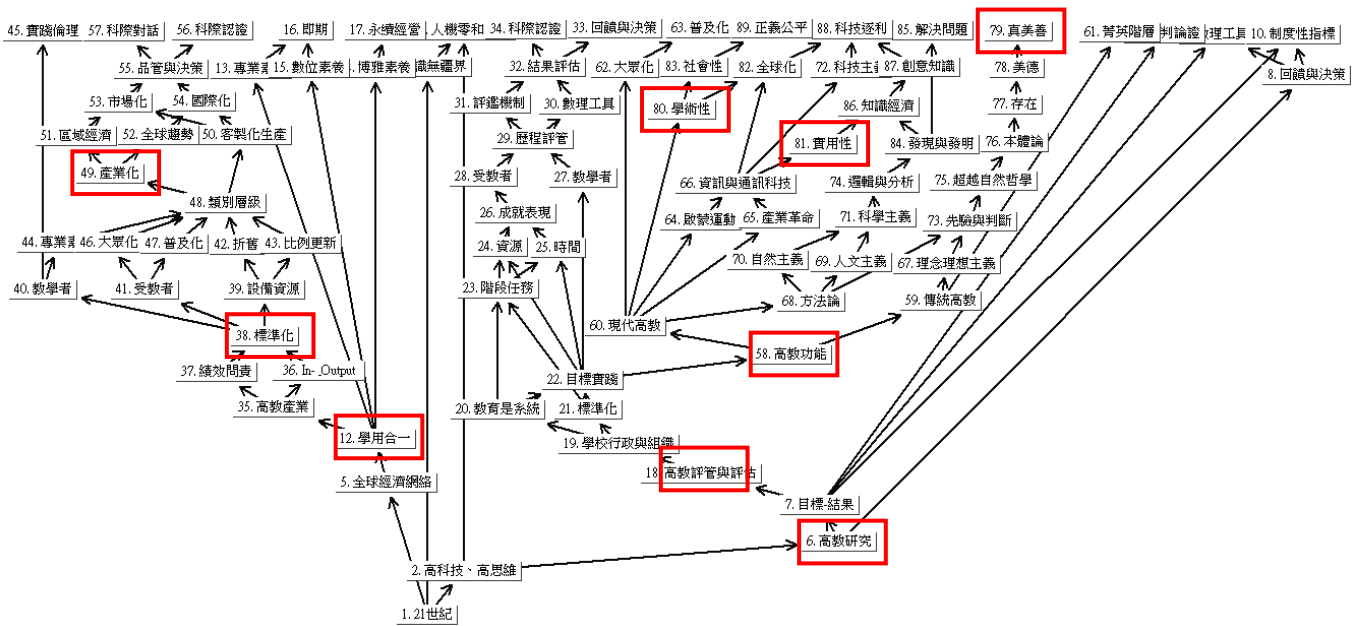 45. 實踐倫理
57. 科際對話
56. 科際認證
16. 即期
17. 永續經營
人機零和
34. 科際認證
33. 回饋與決策
63. 普及化
89. 正義公平
88. 科技逐利
85. 解決問題
79. 真美善
61. 菁英階層
判論證
理工具
10. 制度性指標
55. 品管與決策
13. 專業
15. 數位素養
博雅素養
識無疆界
32. 結果評估
62. 大眾化
83. 社會性
82. 全球化
72. 科技主
87. 創意知識
78. 美德
8. 回饋與決策
53. 市場化
54. 國際化
31. 評鑑機制
30. 數理工具
80. 學術性
86. 知識經濟
77. 存在
51. 區域經濟
52. 全球趨勢
50. 客製化生產
29. 歷程評管
81. 實用性
84. 發現與發明
76. 本體論
49. 產業化
28. 受教者
27. 教學者
66. 資訊與通訊科技
74. 邏輯與分析
75. 超越自然哲學
48. 類別層級
26. 成就表現
64. 啟蒙運動
65. 產業革命
71. 科學主義
73. 先驗與判斷
44. 專業
46. 大眾化
47. 普及化
42. 折舊
43. 比例更新
24. 資源
25. 時間
70. 自然主義
69. 人文主義
67. 理念理想主義
40. 教學者
41. 受教者
39. 設備資源
23. 階段任務
68. 方法論
59. 傳統高教
38. 標準化
60. 現代高教
58. 高教功能
37. 績效問責
36. In-_Output
22. 目標實踐
35. 高教產業
20. 教育是系統
21. 標準化
12. 學用合一
19. 學校行政與組織
18. 高教評管與評估
5. 全球經濟網絡
7. 目標-結果
6. 高教研究
2. 高科技、高思維
1. 21世紀